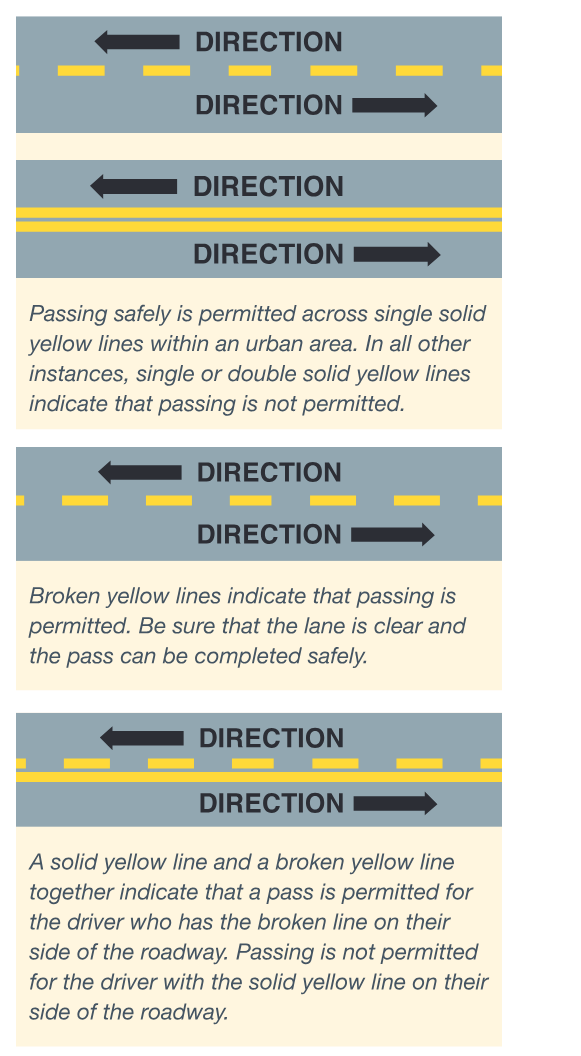 DIRECTION
DIRECTION
DIRECTION
DIRECTION
Passing safely is permitted across single solid
yellow lines within an urban area. In all other
instances, single or double solid yellow lines
indicate that passing is not permitted.
DIRECTION
DIRECTION
Broken yellow lines indicate that passing is
permitted. Be sure that the lane is clear and
the pass can be completed safely.
DIRECTION
DIRECTION
A solid yellow line and a broken yellow line
together indicate that a pass is permitted for
the driver who has the broken line on their
side of the roadway. Passing is not permitted
for the driver with the solid yellow line on their
side of the roadway.